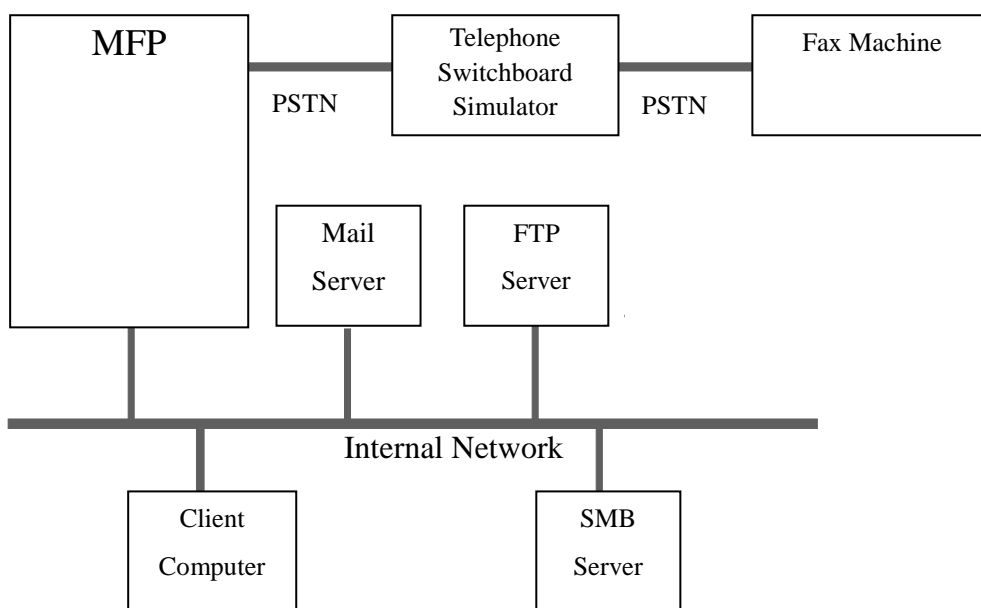 MFP
Telephone
Switchboard
Simulator
Fax Machine
PSTN
PSTN
Mail
Server
FTP
Server
Internal Network
Client
Computer
SMB
Server